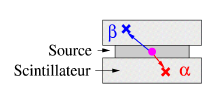 β
Source
Scintillateur
α